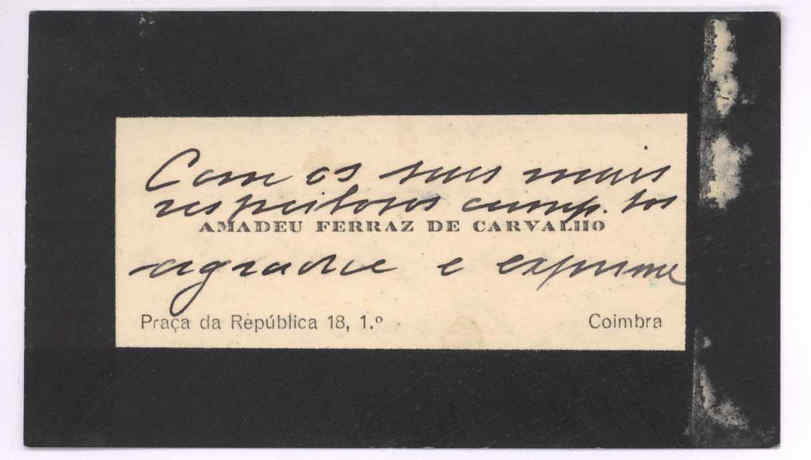 Com os seus mais
respeitosos cump.tos
AMADEU FERRAZ DE CARVALHO
agradece e exprime
Praça da República 18, 1.º Coimbra